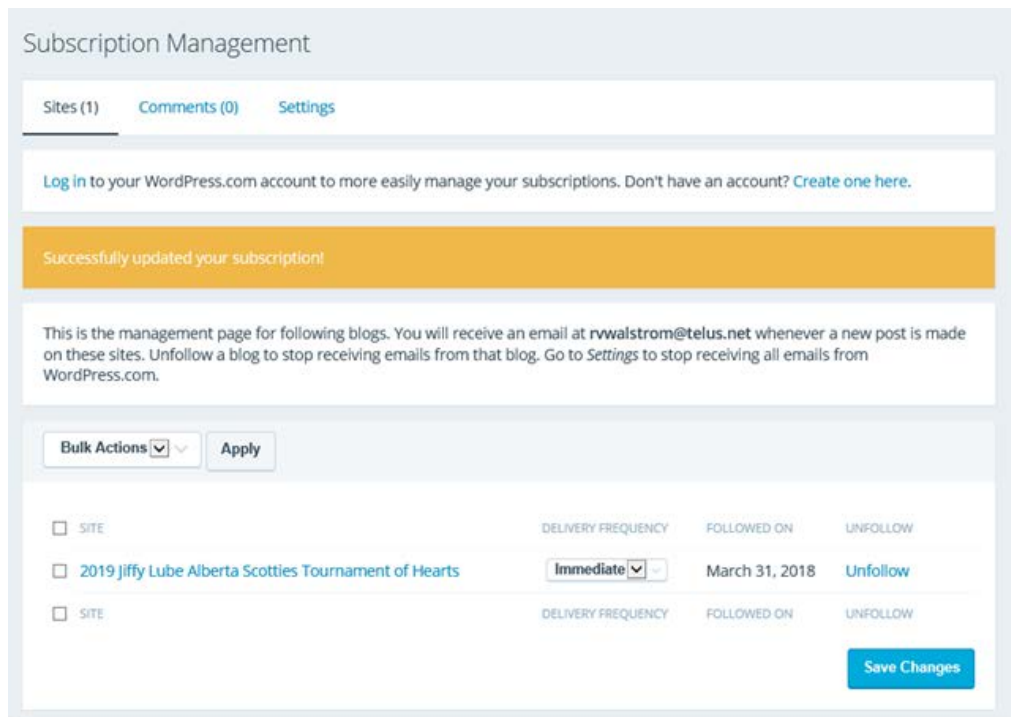 Subscription Management
Sites (1) Comments (0) Settings
Log in to your WordPress.com account to more easily manage your subscriptions. Don't have an account? Create one here.
Successfully updated your subscription!
This is the management page for following blogs. You will receive an email at rvwalstrom@telus.net whenever a new post is made
on these sites. Unfollow a blog to stop receiving emails from that blog. Go to Settings to stop receiving all emails from
WordPress.com.
Bulk Actions Apply
SITE DELIVERY FREQUENCY FOLLOWED ON UNFOLLOW
2019 Jiffy Lube Alberta Scotties Tournament of Hearts Immediate March 31, 2018 Unfollow
SITE DELIVERY FREQUENCY FOLLOWED ON UNFOLLOW
Save Changes